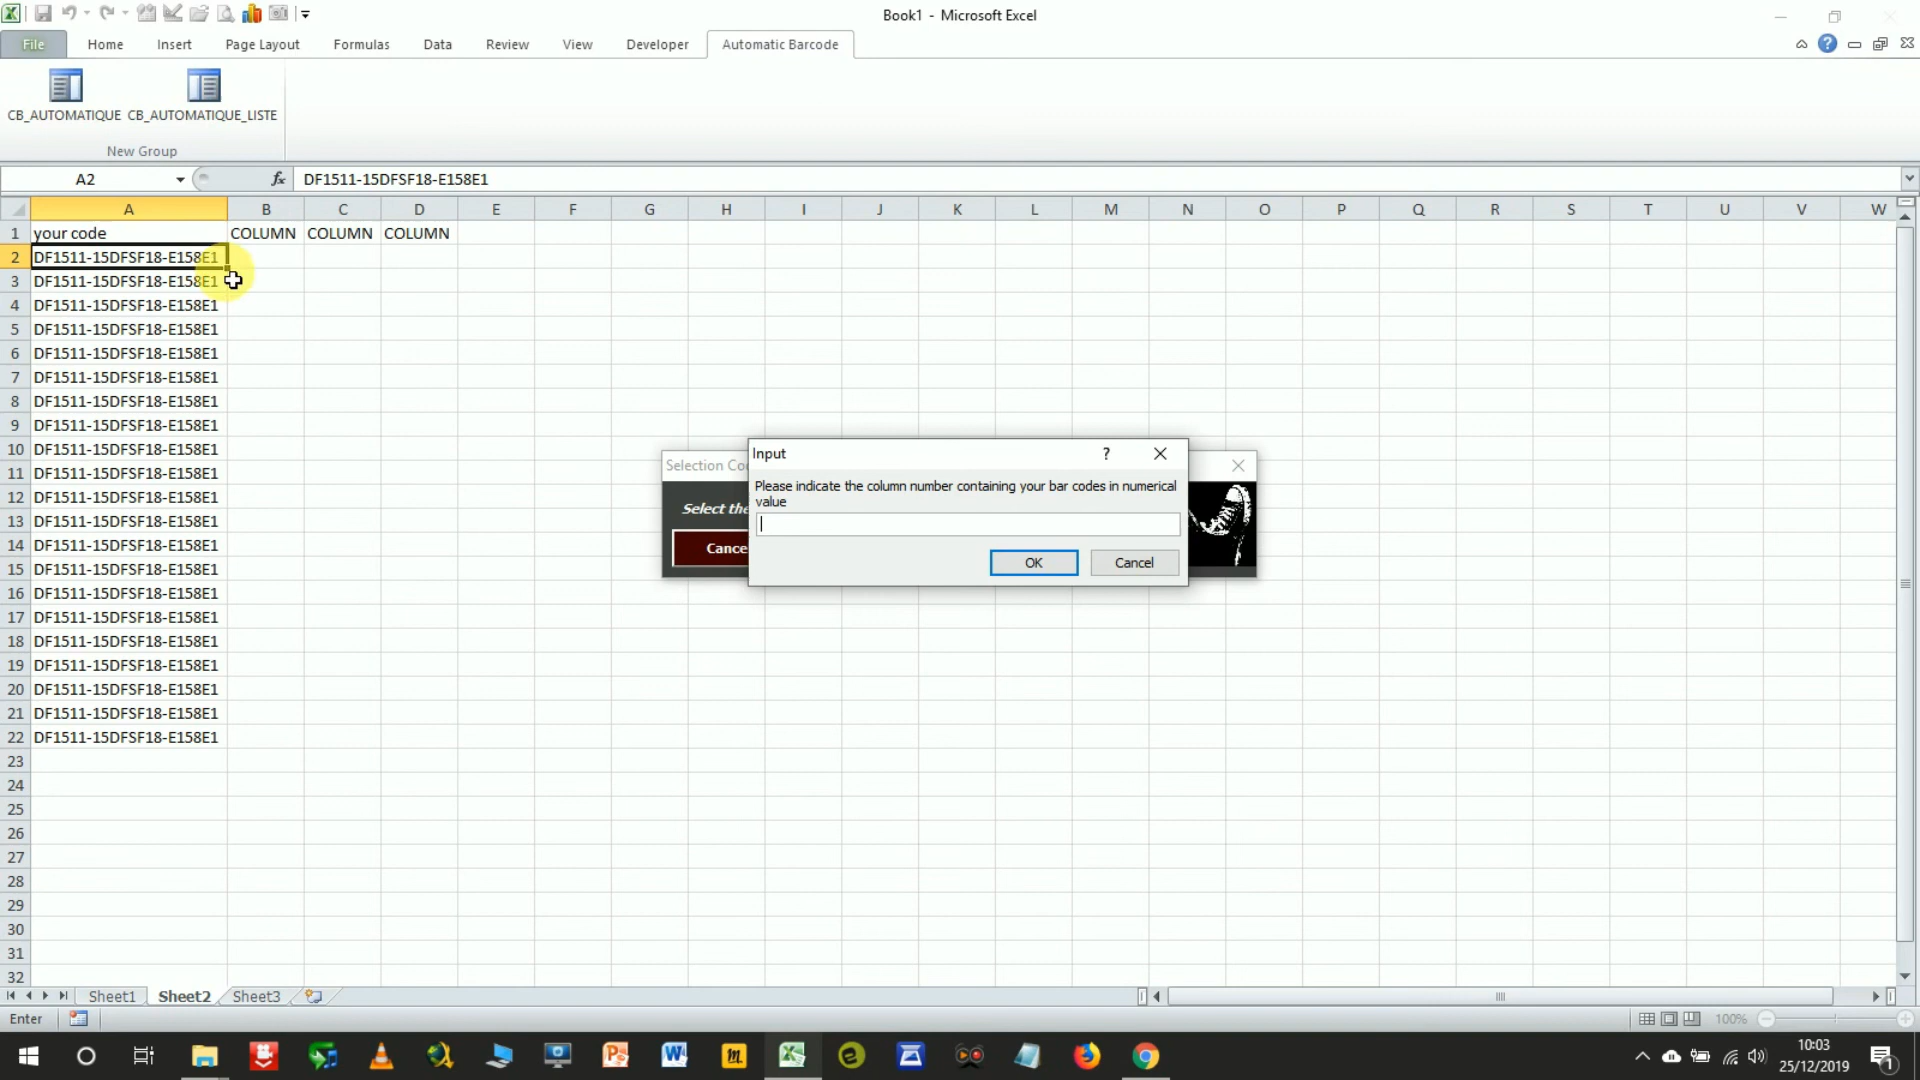 Book1 - Microsoft Excel
File Home Insert Page Layout Formulas Data Review View Developer Automatic Barcode
CB_AUTOMATIQUE CB_AUTOMATIQUE_LISTE
New Group
A2 fx DF1511-15DFSF18-E158E1
A B C D E F G H I J K L M N O P Q R S T U V W
1 your code COLUMN COLUMN COLUMN
2 DF1511-15DFSF18-E158E1
3 DF1511-15DFSF18-E158E1
4 DF1511-15DFSF18-E158E1
5 DF1511-15DFSF18-E158E1
6 DF1511-15DFSF18-E158E1
7 DF1511-15DFSF18-E158E1
8 DF1511-15DFSF18-E158E1
9 DF1511-15DFSF18-E158E1
10 DF1511-15DFSF18-E158E1
11 DF1511-15DFSF18-E158E1
12 DF1511-15DFSF18-E158E1
13 DF1511-15DFSF18-E158E1
14 DF1511-15DFSF18-E158E1
15 DF1511-15DFSF18-E158E1
16 DF1511-15DFSF18-E158E1
17 DF1511-15DFSF18-E158E1
18 DF1511-15DFSF18-E158E1
19 DF1511-15DFSF18-E158E1
20 DF1511-15DFSF18-E158E1
21 DF1511-15DFSF18-E158E1
22 DF1511-15DFSF18-E158E1
23
24
25
26
27
28
29
30
31
32
Selection Co
Select the
Cance
Input ?
Please indicate the column number containing your bar codes in numerical
value
OK Cancel
Sheet1 Sheet2 Sheet3
Enter 100%
10:03
25/12/2019
1